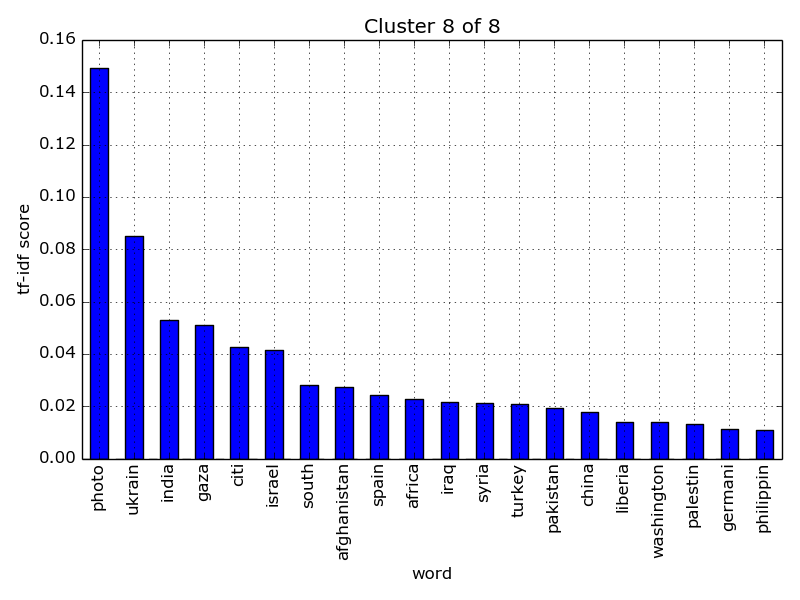 Cluster 8 of 8
tf-idf score
0.16
0.14
0.12
0.10
0.08
0.06
0.04
0.02
0.00
photo
ukrain
india
gaza
citi
israel
south
afghanistan
spain
africa
iraq
syria
turkey
pakistan
china
liberia
washington
palestin
germani
philippin
word